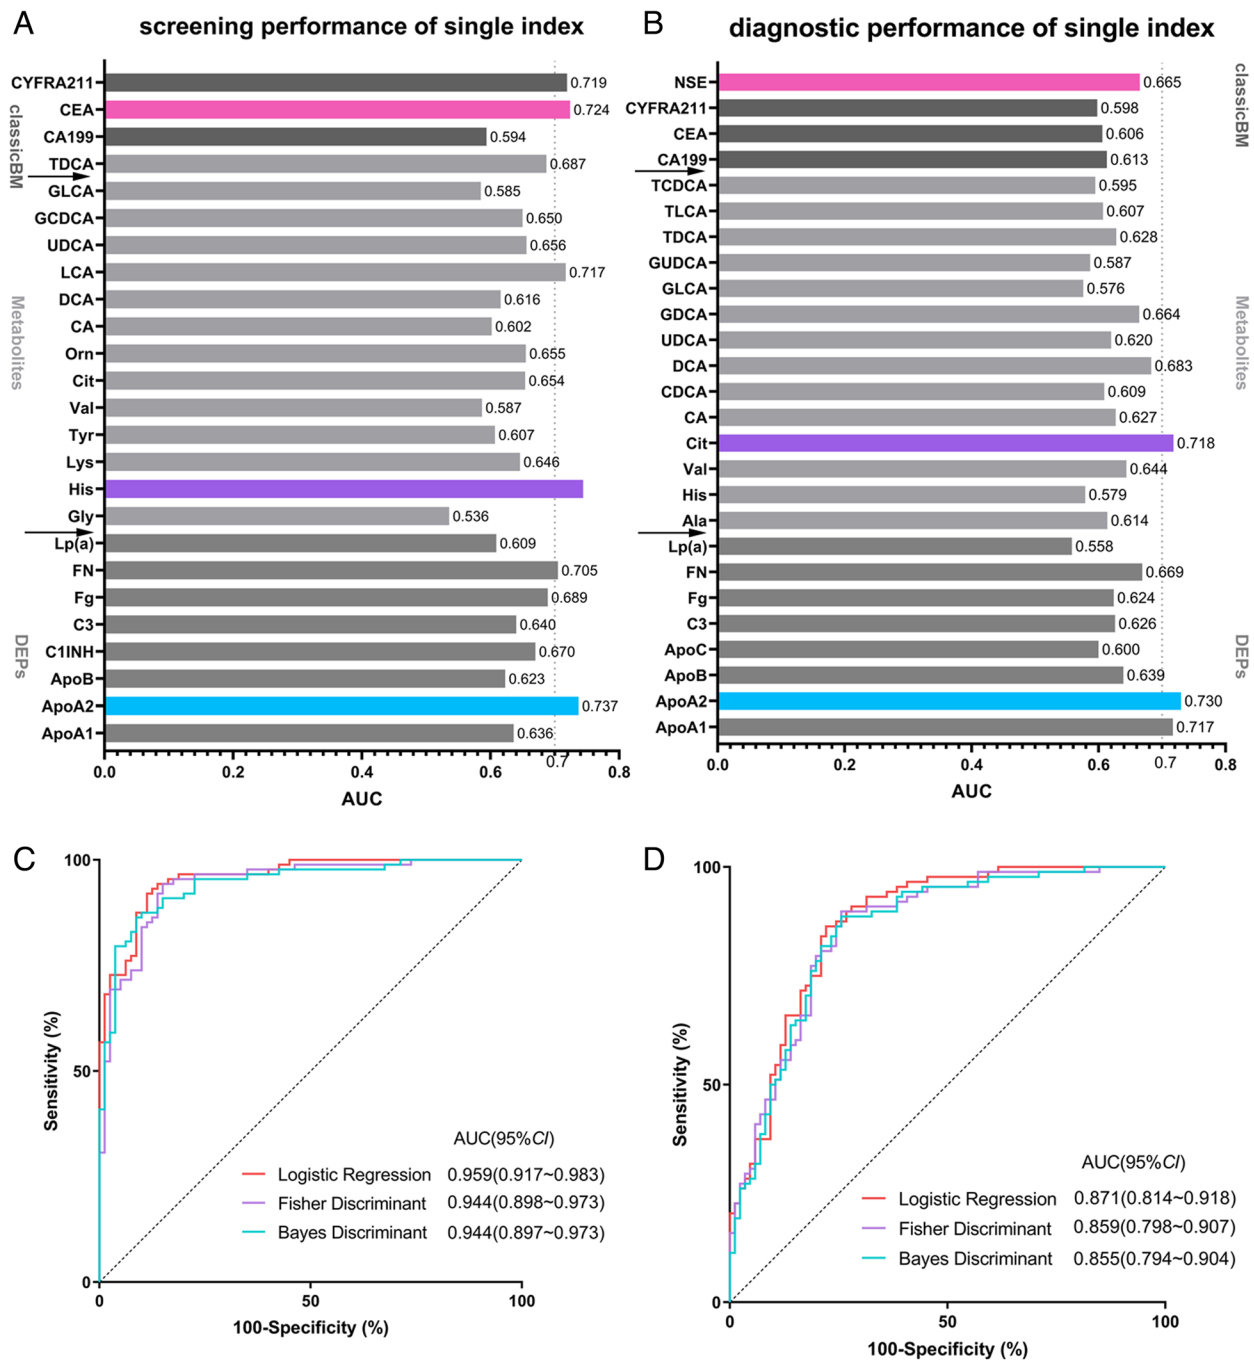 A
screening performance of single index
CYFRA211 0.719
CEA 0.724
CA199 0.594
TDCA 0.687
GLCA 0.585
GCDCA 0.650
UDCA 0.656
LCA 0.717
DCA 0.616
CA 0.602
Orn 0.655
Cit 0.654
Val 0.587
Tyr 0.607
Lys 0.646
His
Gly 0.536
Lp(a) 0.609
FN 0.705
Fg 0.689
C3 0.640
C1INH 0.670
ApoB 0.623
ApoA2 0.737
ApoA1 0.636
classicBM
Metabolites
DEPs
0.0 0.2 0.4 0.6 0.7 0.8
AUC
B
diagnostic performance of single index
NSE 0.665
CYFRA211 0.598
CEA 0.606
CA199 0.613
TCDCA 0.595
TLCA 0.607
TDCA 0.628
GUDCA 0.587
GLCA 0.576
GDCA 0.664
UDCA 0.620
DCA 0.683
CDCA 0.609
CA 0.627
Cit 0.718
Val 0.644
His 0.579
Ala 0.614
Lp(a) 0.558
FN 0.669
Fg 0.624
C3 0.626
ApoC 0.600
ApoB 0.639
ApoA2 0.730
ApoA1 0.717
classicBM
Metabolites
DEPs
0.0 0.2 0.4 0.6 0.7 0.8
AUC
C
100
50
0
Sensitivity (%)
AUC(95%CI)
Logistic Regression 0.959(0.917~0.983)
Fisher Discriminant 0.944(0.898~0.973)
Bayes Discriminant 0.944(0.897~0.973)
0 50 100
100-Specificity (%)
D
100
50
0
Sensitivity (%)
AUC(95%CI)
Logistic Regression 0.871(0.814~0.918)
Fisher Discriminant 0.859(0.798~0.907)
Bayes Discriminant 0.855(0.794~0.904)
0 50 100
100-Specificity (%)